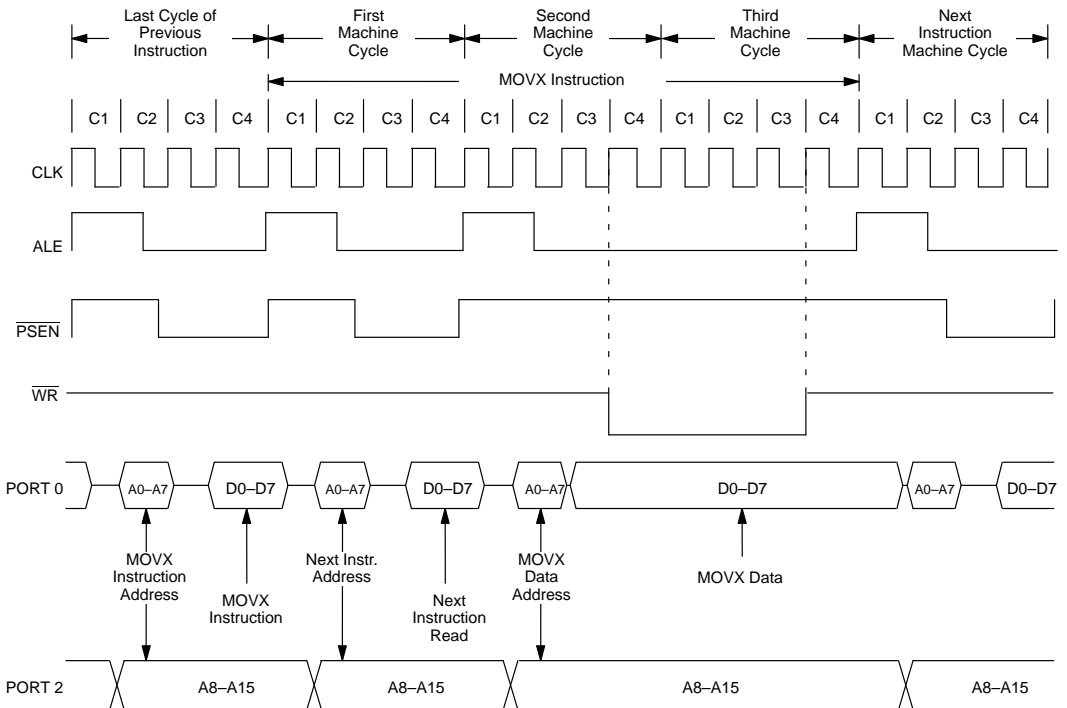 Last Cycle of
Previous
Instruction
First
Machine
Cycle
Second
Machine
Cycle
Third
Machine
Cycle
Next
Instruction
Machine Cycle
MOVX Instruction
C1 C2 C3 C4 C1 C2 C3 C4 C1 C2 C3 C4 C1 C2 C3 C4 C1 C2 C3 C4
CLK
ALE
PSEN
WR
PORT 0 A0–A7 D0–D7 A0–A7 D0–D7 A0–A7 D0–D7 A0–A7 D0–D7
MOVX
Instruction
Address
MOVX
Instruction
Next Instr.
Address
Next
Instruction
Read
MOVX
Data
Address
MOVX Data
PORT 2 A8–A15 A8–A15 A8–A15 A8–A15